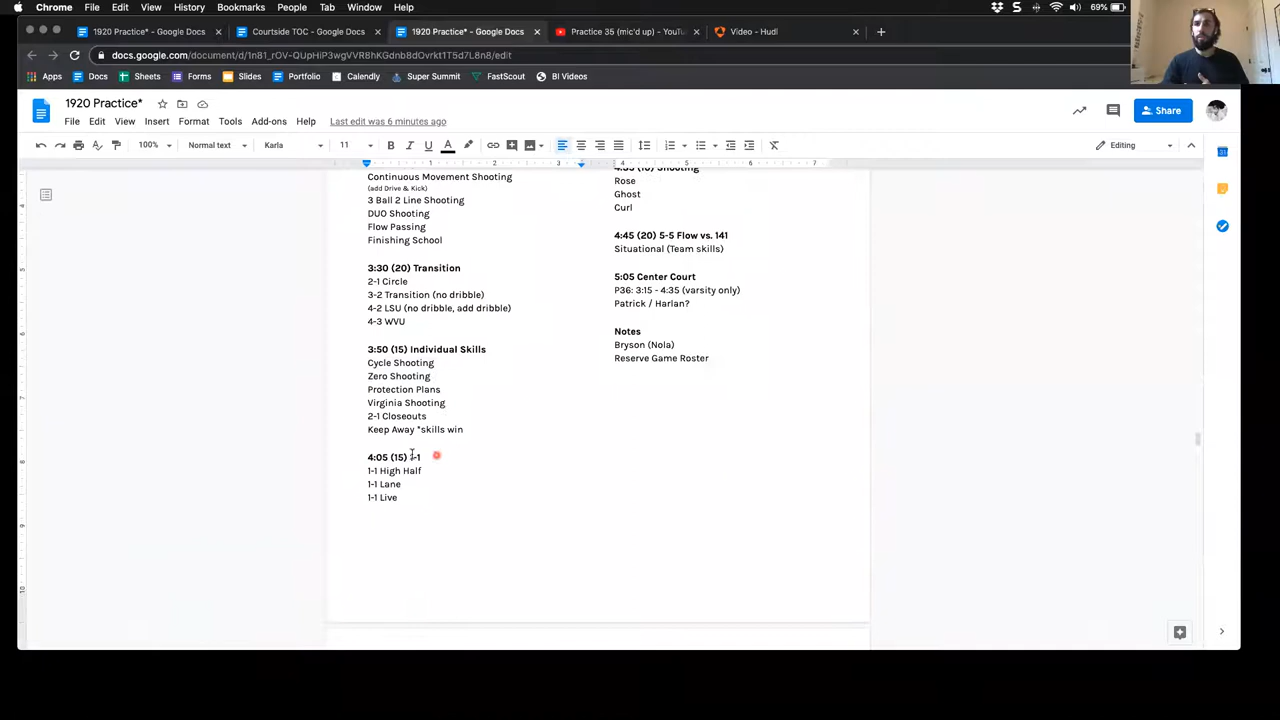 Chrome File Edit View History Bookmarks People Tab Window Help 69%
1920 Practice* - Google Docs
Courtside TOC - Google Docs
1920 Practice* - Google Docs
Practice 35 (mic'd up) - YouTu
Video - Hudl
docs.google.com/document/d/1n81_rOV-QUpHiP3wgVVR8hKGdnb8dOvrkt1T5d7L8n8/edit
Apps Docs Sheets Forms Slides Portfolio Calendly Super Summit FastScout BI Videos
1920 Practice*
File Edit View Insert Format Tools Add-ons Help Last edit was 6 minutes ago
Share
100% Normal text Karla 11 Editing
Continuous Movement Shooting
(add Drive & Kick)
3 Ball 2 Line Shooting
DUO Shooting
Flow Passing
Finishing School
3:30 (20) Transition
2-1 Circle
3-2 Transition (no dribble)
4-2 LSU (no dribble, add dribble)
4-3 WVU
3:50 (15) Individual Skills
Cycle Shooting
Zero Shooting
Protection Plans
Virginia Shooting
2-1 Closeouts
Keep Away *skills win
4:05 (15) 1-1
1-1 High Half
1-1 Lane
1-1 Live
4:35 (10) Shooting
Rose
Ghost
Curl
4:45 (20) 5-5 Flow vs. 141
Situational (Team skills)
5:05 Center Court
P36: 3:15 - 4:35 (varsity only)
Patrick / Harlan?
Notes
Bryson (Nola)
Reserve Game Roster